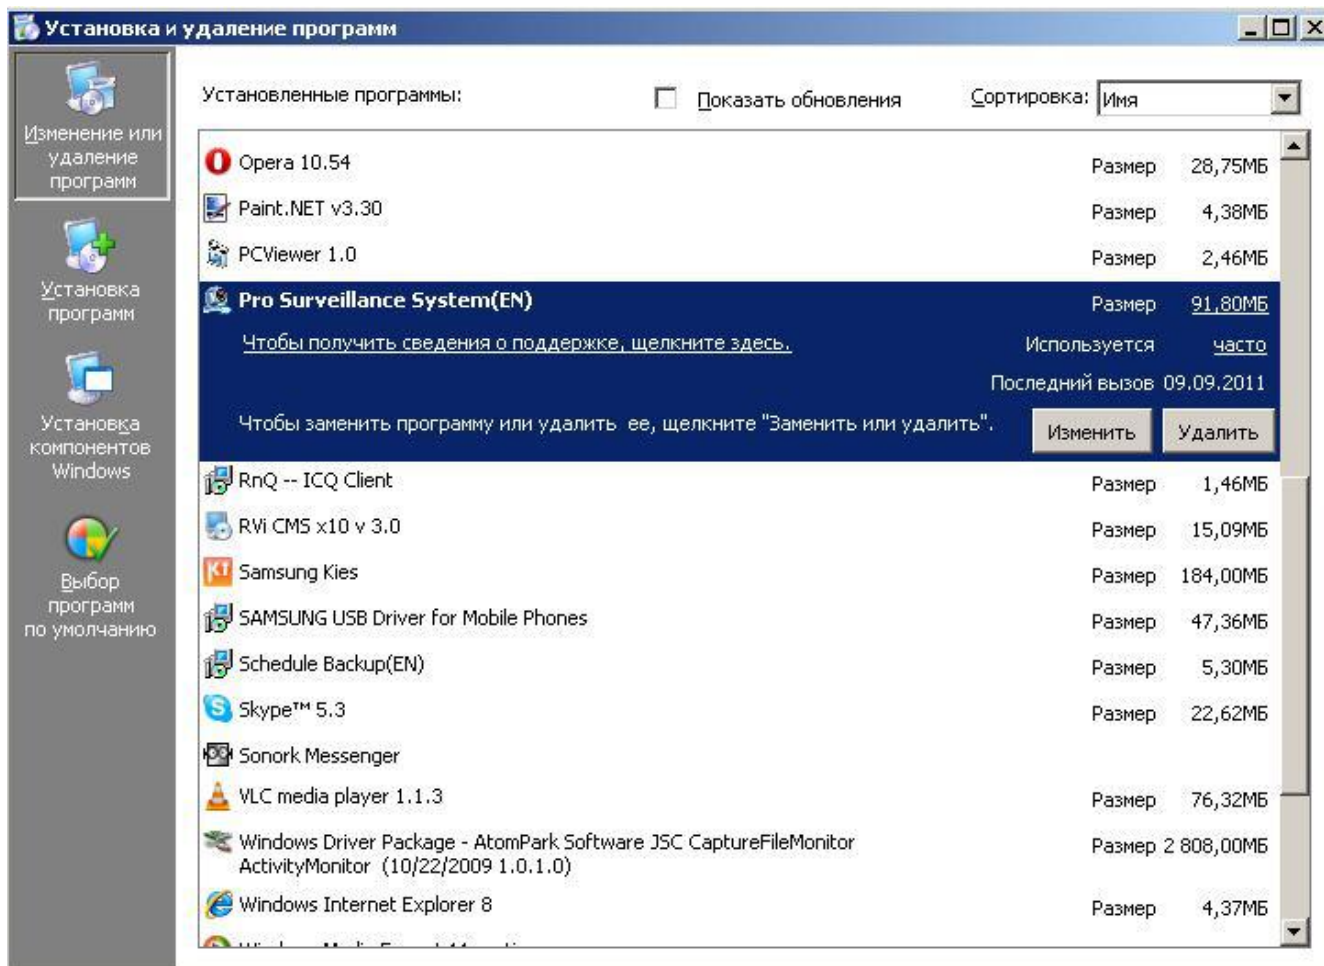 Установка и удаление программ
Изменение или
удаление
программ
Установка
программ
Установка
компонентов
Windows
Выбор
программ
по умолчанию
Установленные программы: Показать обновления Сортировка: Имя
Opera 10.54 Размер 28,75МБ
Paint.NET v3.30 Размер 4,38МБ
PCViewer 1.0 Размер 2,46МБ
Pro Surveillance System(EN) Размер 91,80МБ
Чтобы получить сведения о поддержке, щелкните здесь. Используется часто
Последний вызов 09.09.2011
Чтобы заменить программу или удалить ее, щелкните "Заменить или удалить". Изменить Удалить
RnQ -- ICQ Client Размер 1,46МБ
RVi CMS x10 v 3.0 Размер 15,09МБ
Samsung Kies Размер 184,00МБ
SAMSUNG USB Driver for Mobile Phones Размер 47,36МБ
Schedule Backup(EN) Размер 5,30МБ
Skype™ 5.3 Размер 22,62МБ
Sonork Messenger
VLC media player 1.1.3 Размер 76,32МБ
Windows Driver Package - AtomPark Software JSC CaptureFileMonitor Размер 2 808,00МБ
ActivityMonitor (10/22/2009 1.0.1.0)
Windows Internet Explorer 8 Размер 4,37МБ